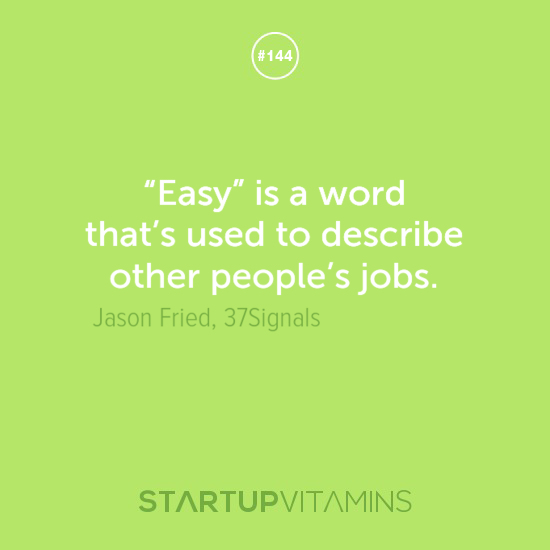 #144
“Easy” is a word
that’s used to describe
other people’s jobs.
Jason Fried, 37Signals
STARTUPVITAMINS